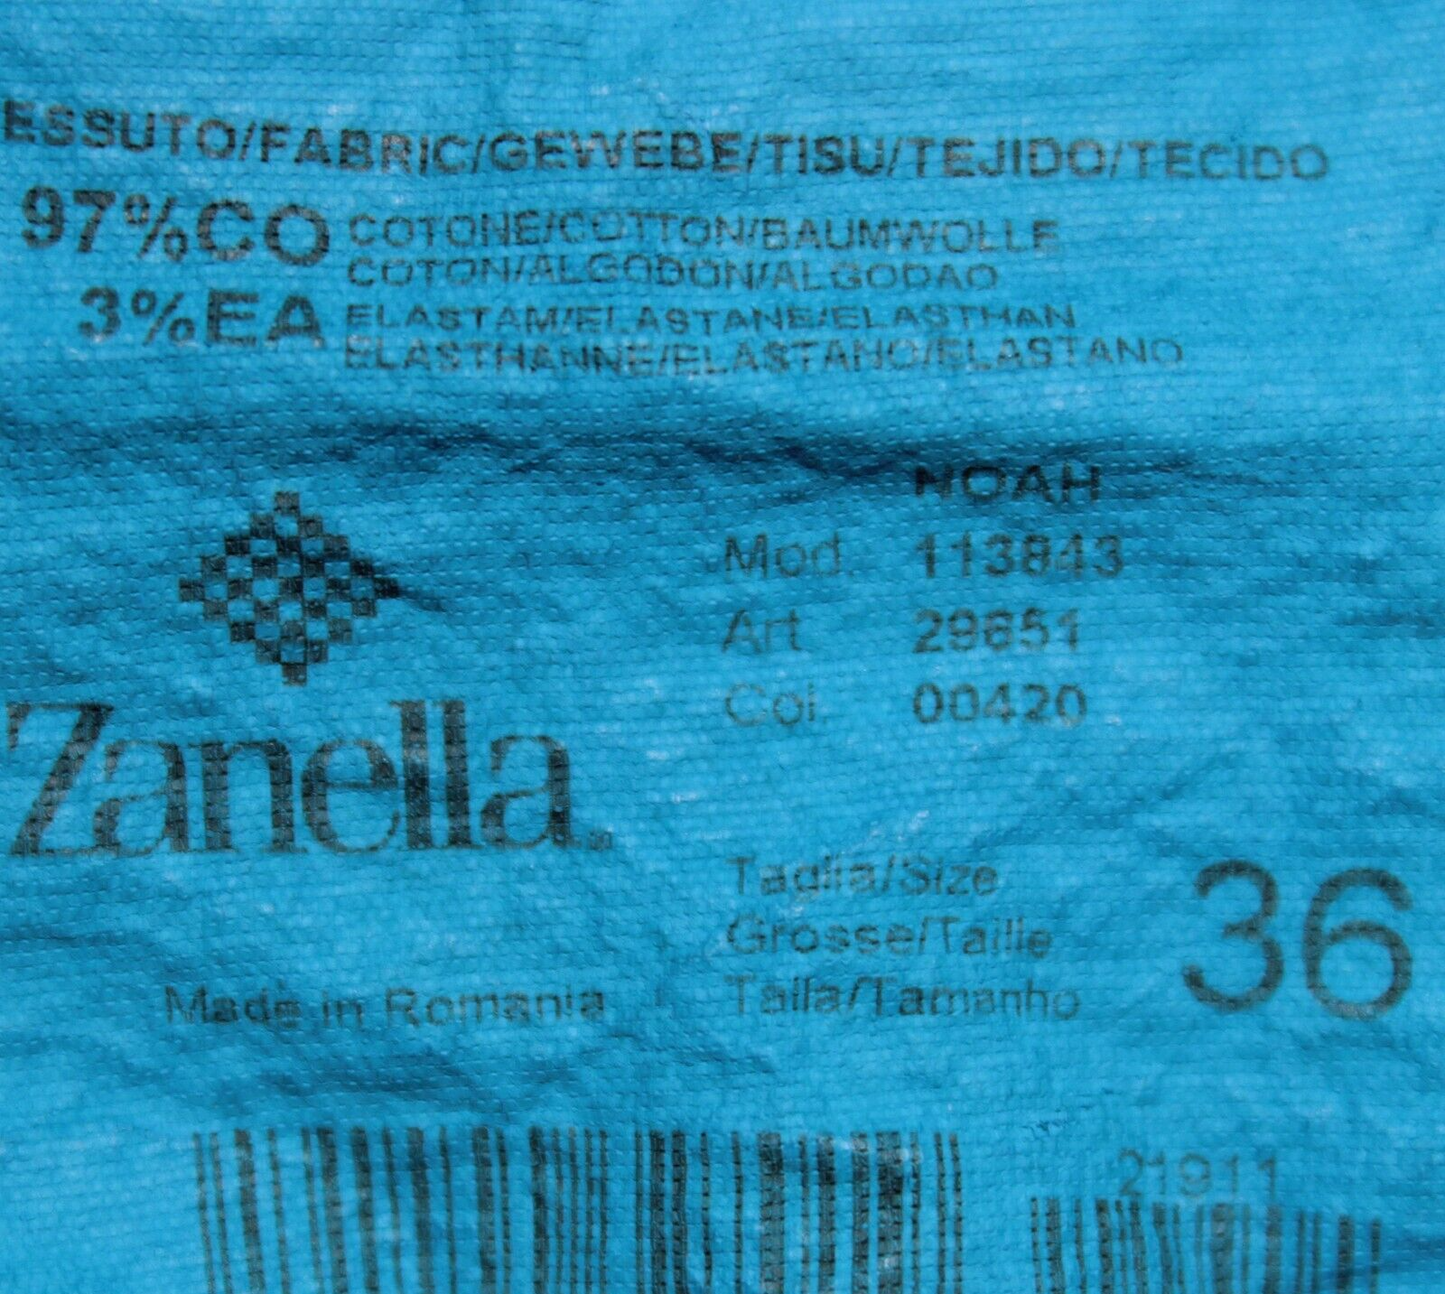 ESSUTO/FABRIC/GEWEBE/TISU/TEJIDO/TECIDO
97%CO COTONE/COTTON/BAUMWOLLE
COTON/ALGODON/ALGODAO
3%EA ELASTAM/ELASTANE/ELASTHAN
ELASTHANNE/ELASTANO/ELASTANO
NOAH
Mod. 113843
Art. 29651
Col. 00420
Zanella
Taglia/Size
Grosse/Taille
Talla/Tamanho
36
Made in Romania
21911